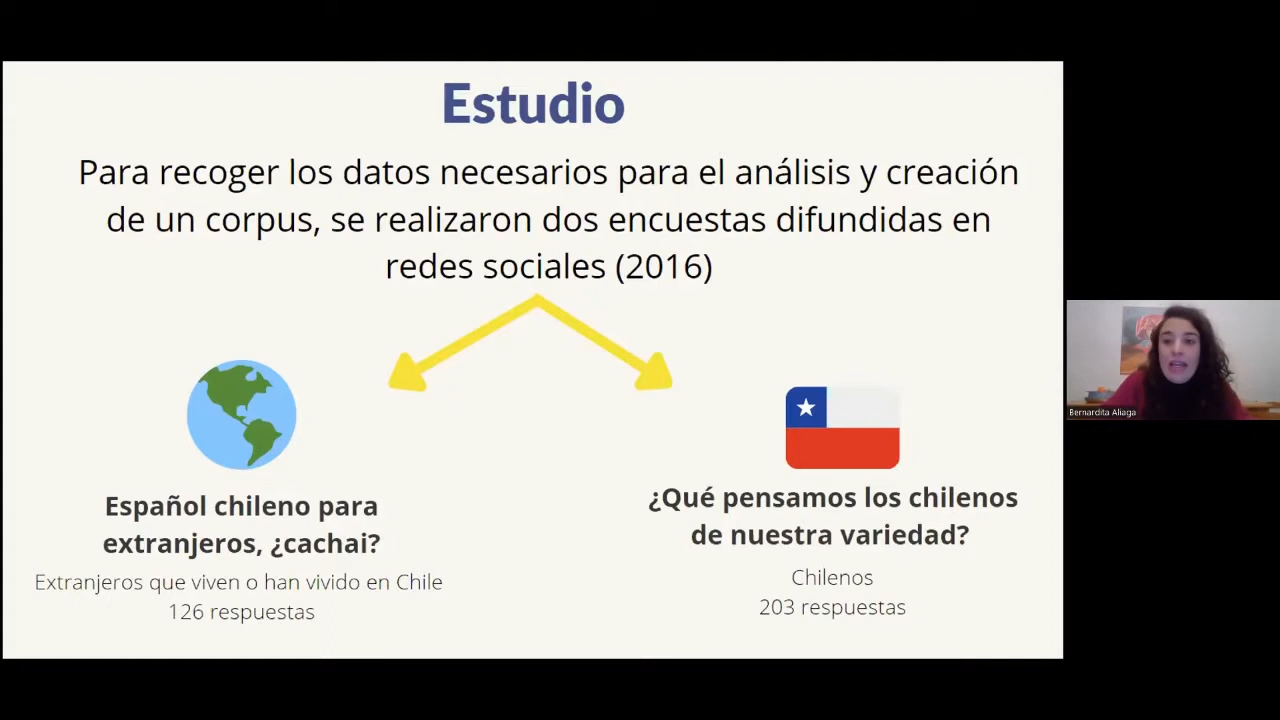 Estudio
Para recoger los datos necesarios para el análisis y creación
de un corpus, se realizaron dos encuestas difundidas en
redes sociales (2016)
Español chileno para
extranjeros, ¿cachai?
Extranjeros que viven o han vivido en Chile
126 respuestas
¿Qué pensamos los chilenos
de nuestra variedad?
Chilenos
203 respuestas
Bernardita Aliaga